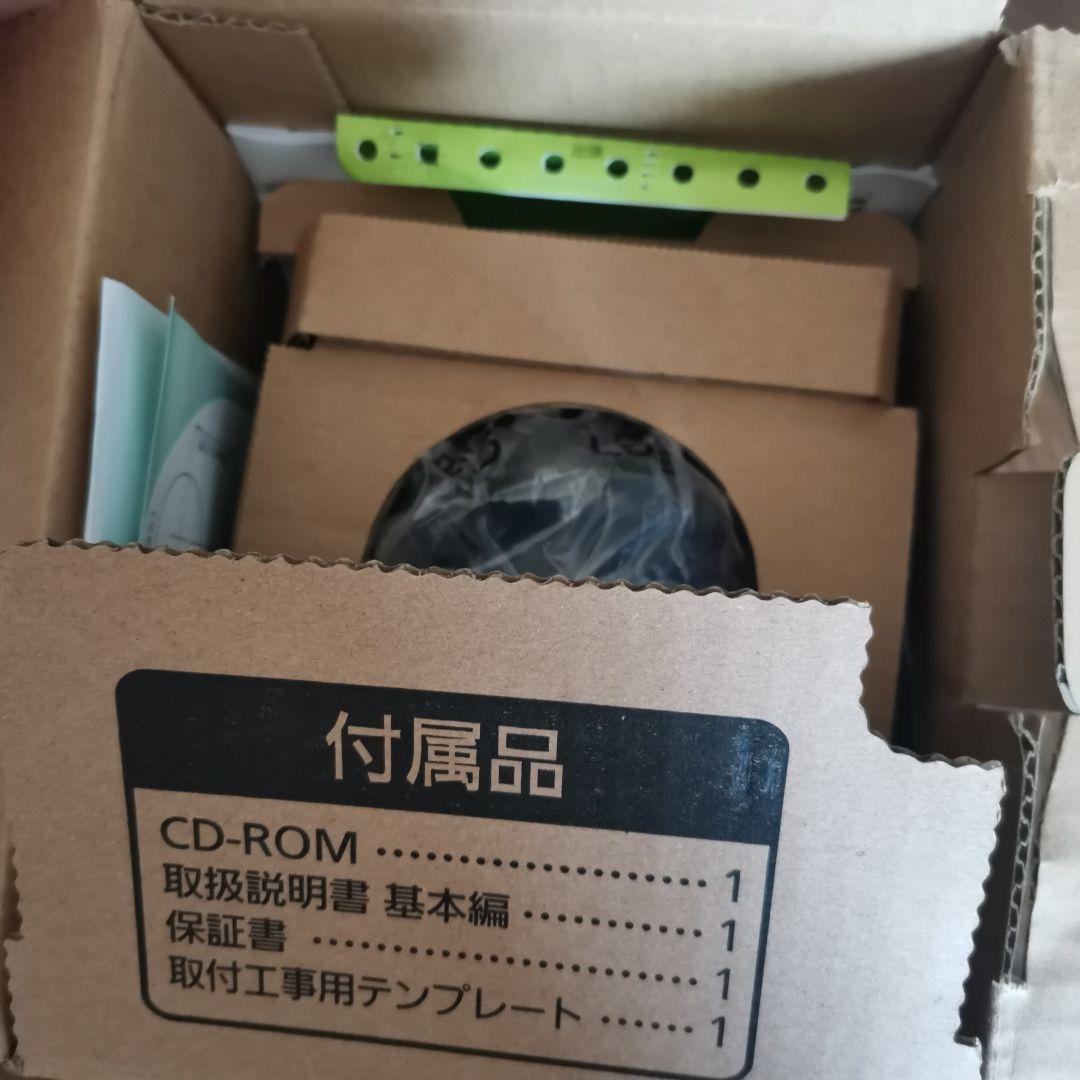 付属品
CD-ROM ………………… 1
取扱説明書 基本編 ………… 1
保証書 ………………… 1
取付工事用テンプレート …… 1